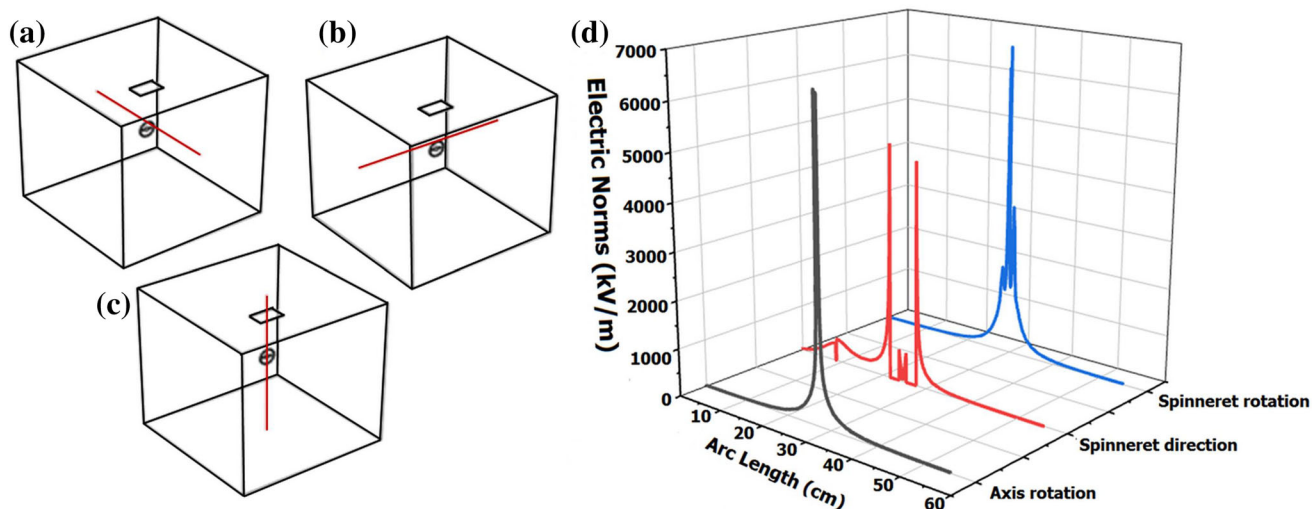 (a)
(b)
(c)
(d)
Electric Norms (kV/m)
7000
6000
5000
4000
3000
2000
1000
0
10
20
30
40
50
60
Arc Length (cm)
Spinneret rotation
Spinneret direction
Axis rotation